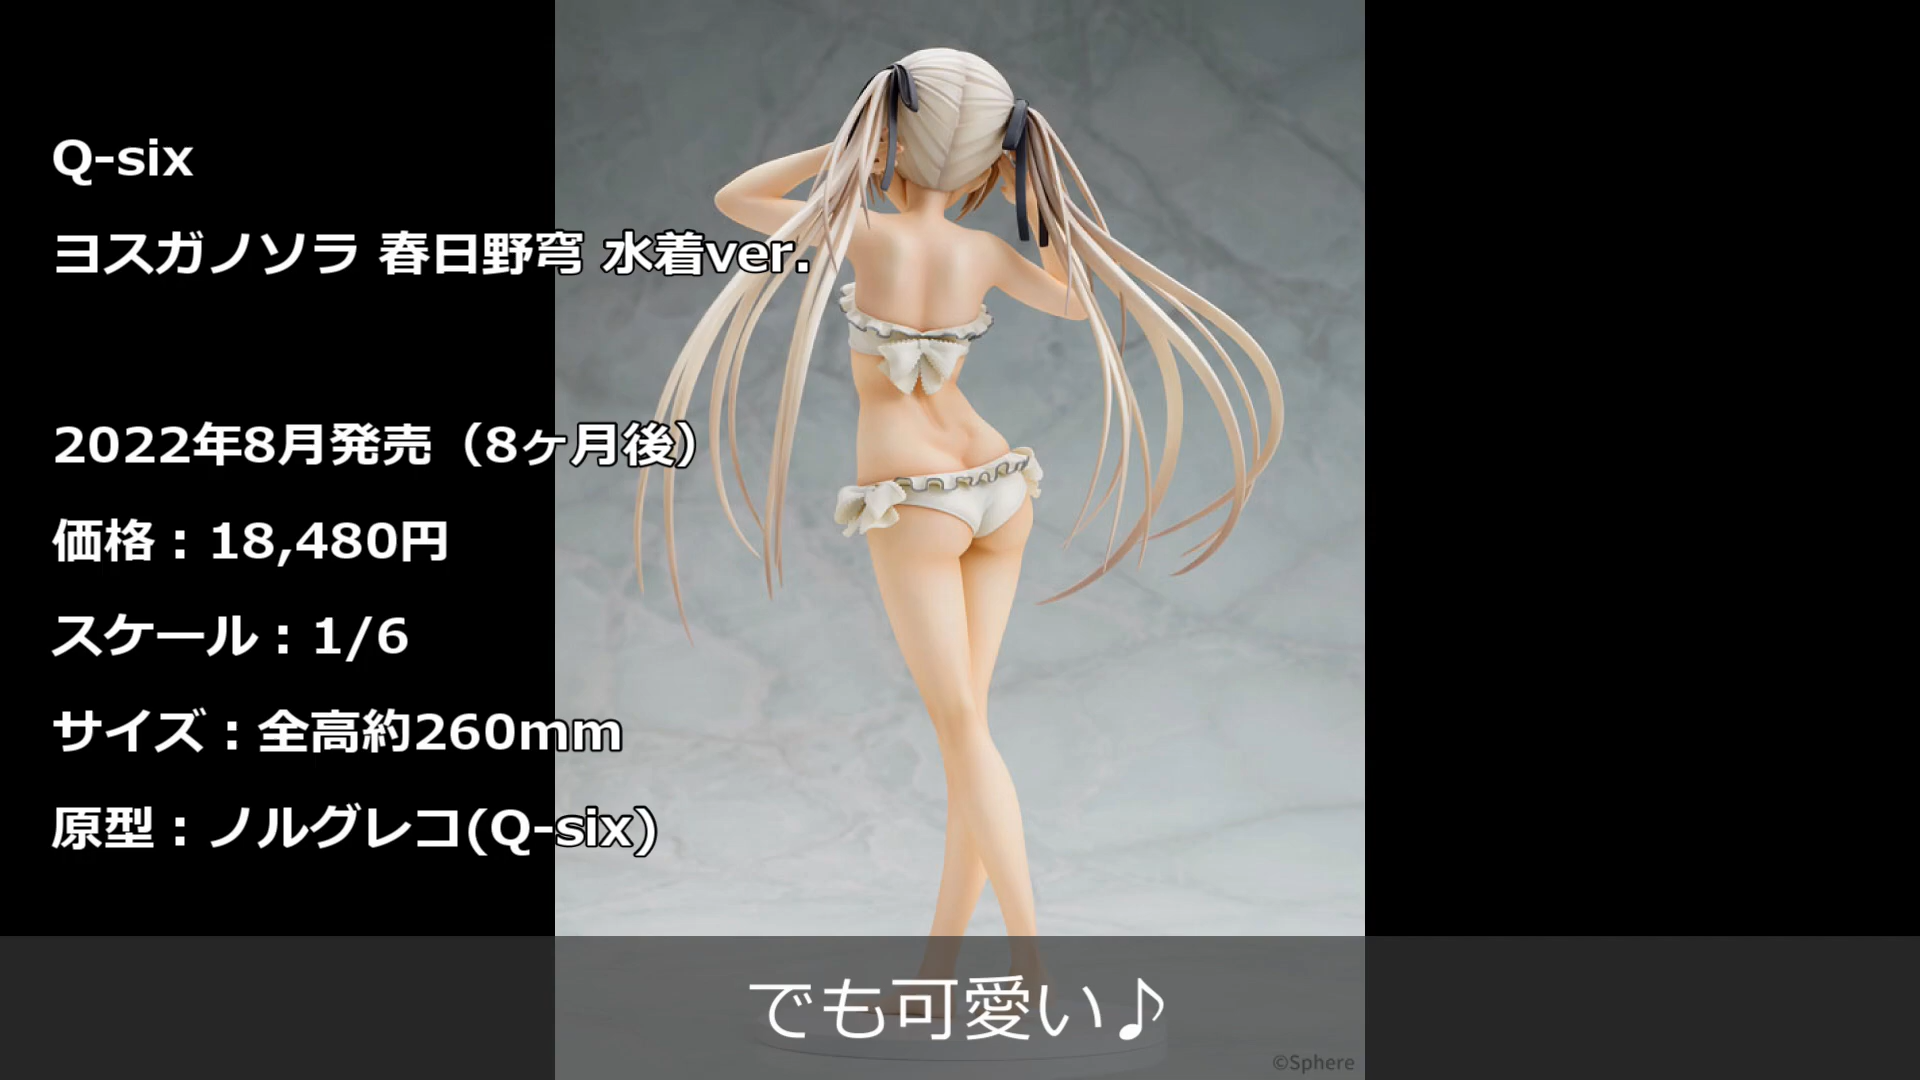 Q-six
ヨスガノソラ 春日野穹 水着ver.
2022年8月発売（8ヶ月後）
価格：18,480円
スケール：1/6
サイズ：全高約260mm
原型：ノルグレコ(Q-six)
でも可愛い♪
©Sphere